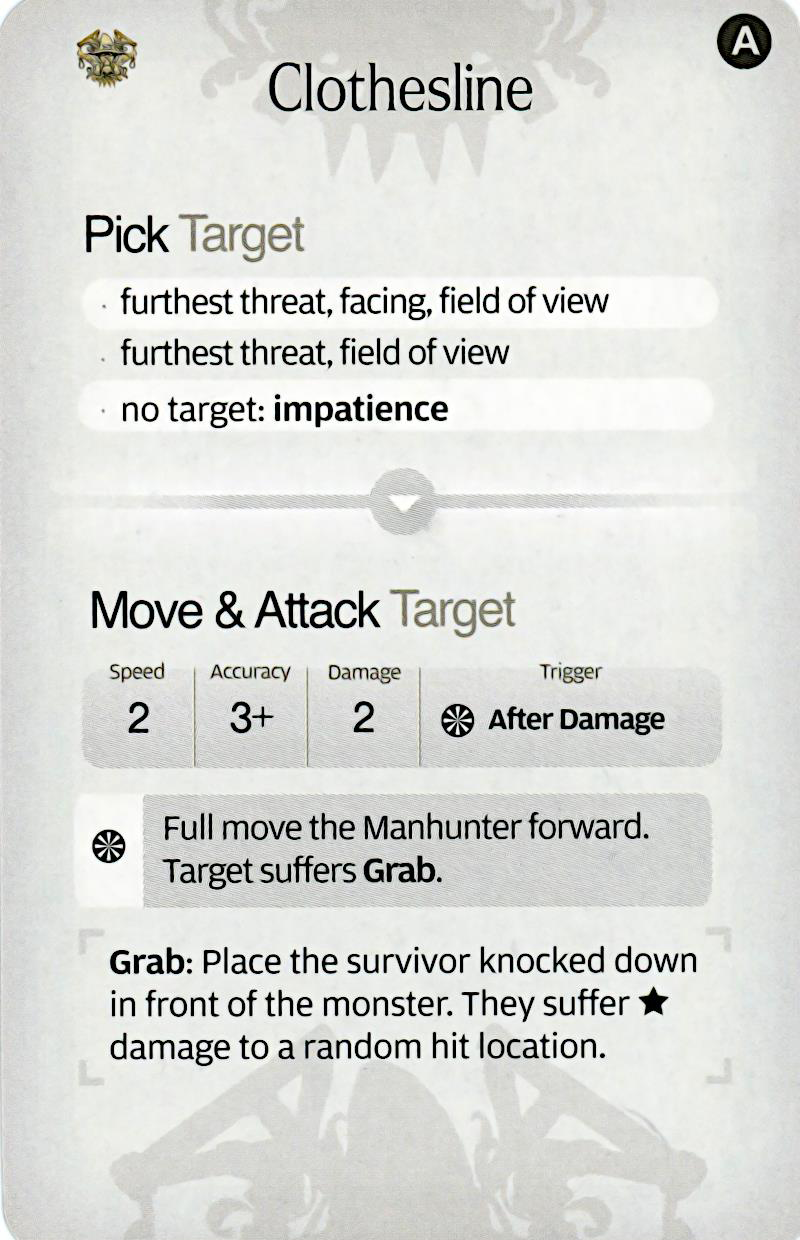 A
Clothesline
Pick Target
· furthest threat, facing, field of view
· furthest threat, field of view
· no target: impatience
Move & Attack Target
Speed Accuracy Damage Trigger
2 3+ 2 After Damage
Full move the Manhunter forward.
Target suffers Grab.
Grab: Place the survivor knocked down
in front of the monster. They suffer ★
damage to a random hit location.